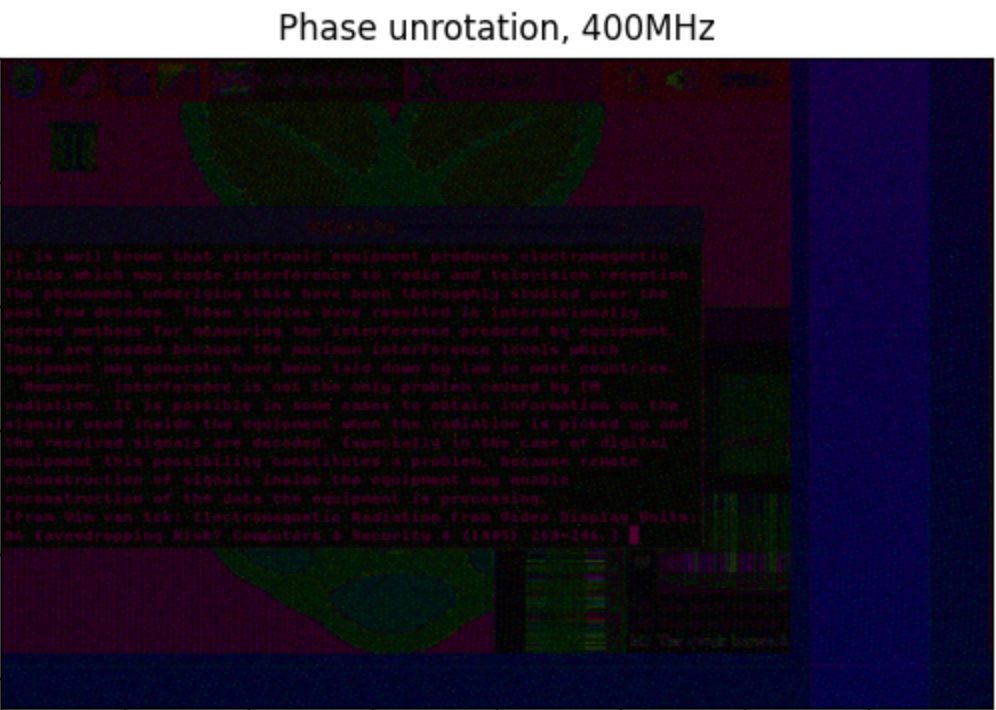 Phase unrotation, 400MHz
It is well known that electronic equipment produces electromagnetic
fields which may cause interference to radio and television reception.
The phenomena underlying this have been thoroughly studied over the
past few decades. These studies have resulted in internationally
agreed methods for measuring the interference produced by equipment.
These are needed because the maximum interference levels which
equipment may generate have been laid down by law in most countries.
However, interference is not the only problem caused by EM
radiation. It is possible in some cases to obtain information on the
signals used inside the equipment when the radiation is picked up and
the received signals are decoded. Especially in the case of digital
equipment this possibility constitutes a problem, because remote
reconstruction of signals inside the equipment may enable
reconstruction of the data the equipment is processing.
[From Wim van Eck: Electromagnetic Radiation from Video Display Units:
An Eavesdropping Risk? Computers & Security 4 (1985) 269-286.]
The quick brown